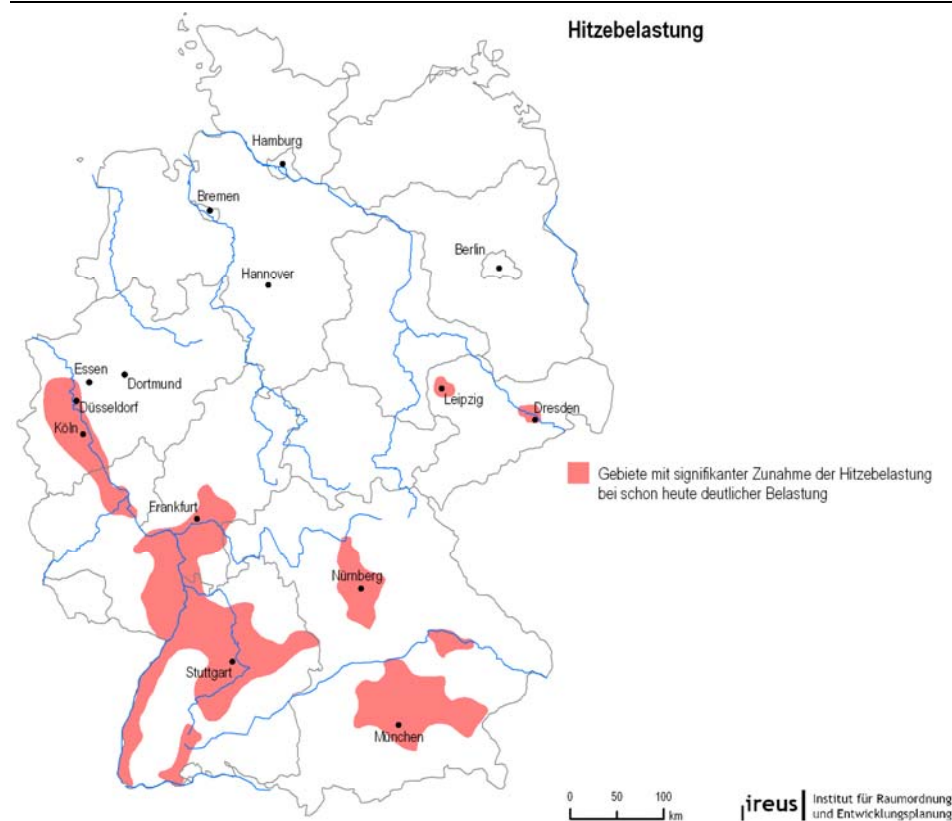 Hitzebelastung
Hamburg
Bremen
Berlin
Hannover
Essen
Dortmund
Düsseldorf
Köln
Leipzig
Dresden
Gebiete mit signifikanter Zunahme der Hitzebelastung
bei schon heute deutlicher Belastung
Frankfurt
Nürnberg
Stuttgart
München
0 50 100
km
ireus
Institut für Raumordnung
und Entwicklungsplanung